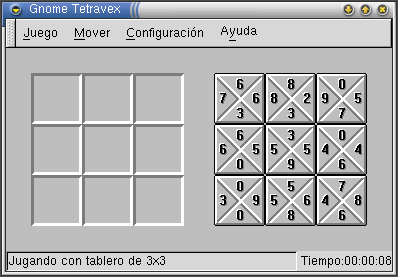 Gnome Tetravex
Juego Mover Configuración Ayuda
6 8 0
7 6 8 2 9 5
3 3 7
6 3 0
6 5 5 5 4 4
0 9 6
0 5 7
3 9 5 6 4 8
0 8 6
Jugando con tablero de 3x3 Tiempo:00:00:08